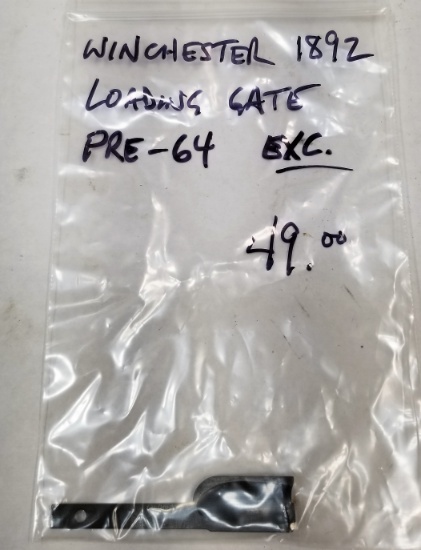 WINCHESTER 1892
LOADING GATE
PRE-64 EXC.
49.00